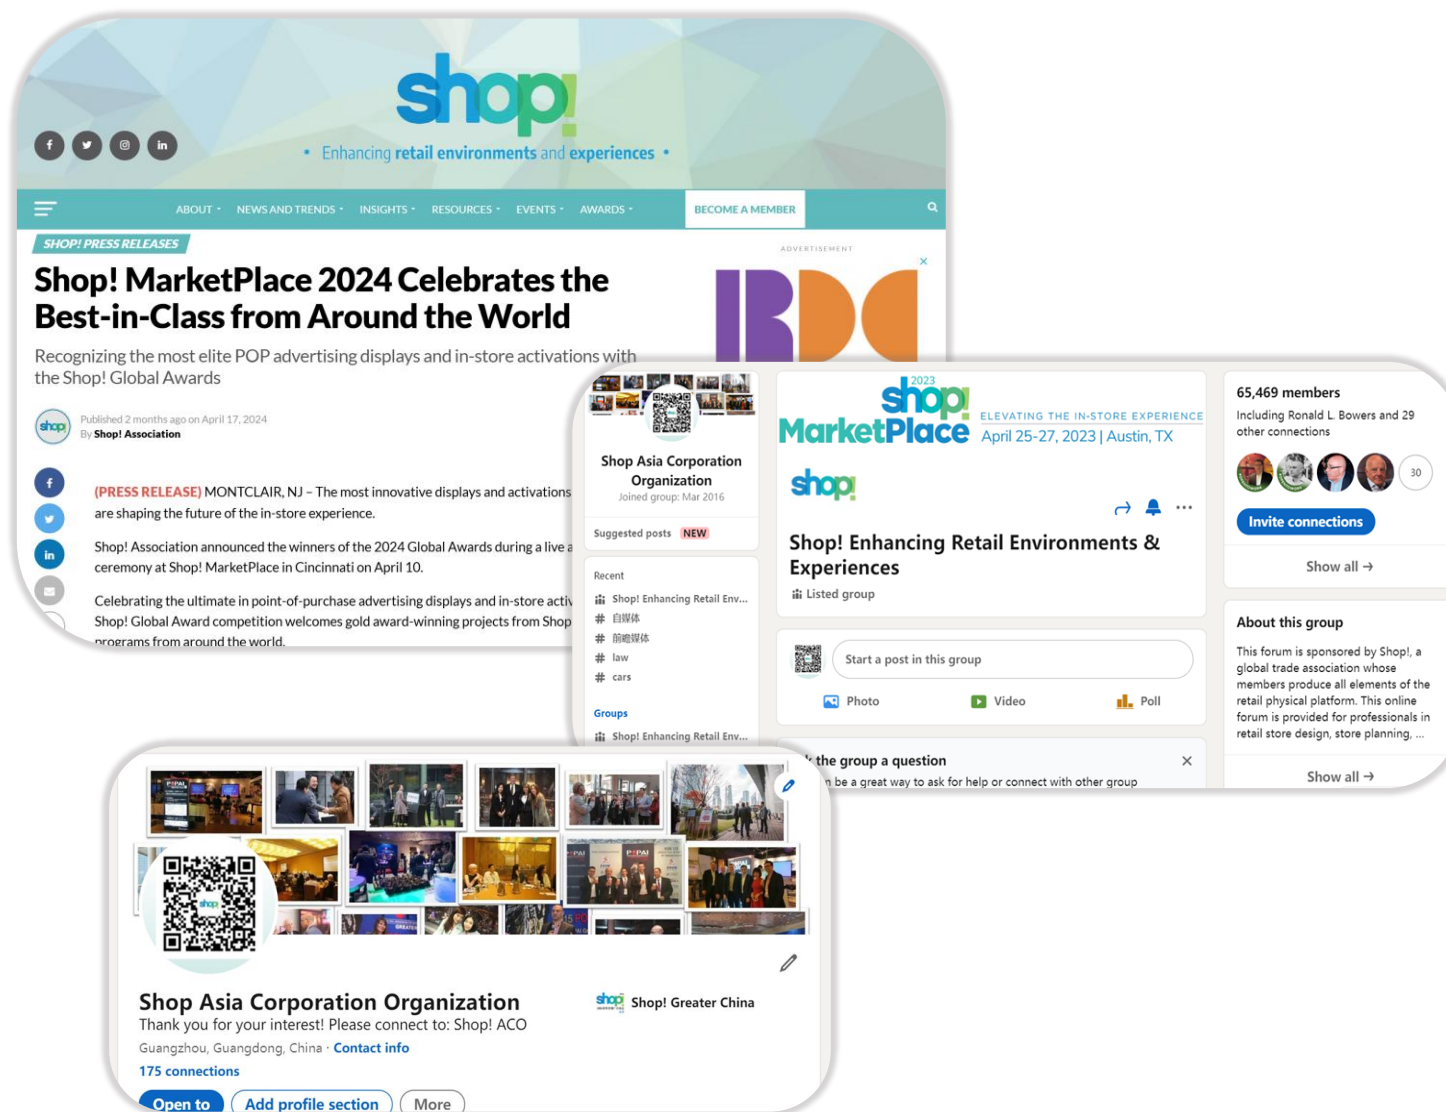 shop!
• Enhancing retail environments and experiences •
ABOUT
NEWS AND TRENDS
INSIGHTS
RESOURCES
EVENTS
AWARDS
BECOME A MEMBER
SHOP! PRESS RELEASES
ADVERTISEMENT
Shop! MarketPlace 2024 Celebrates the
Best-in-Class from Around the World
Recognizing the most elite POP advertising displays and in-store activations with
the Shop! Global Awards
shop!
Published 2 months ago on April 17, 2024
By Shop! Association
(PRESS RELEASE) MONTCLAIR, NJ – The most innovative displays and activations
are shaping the future of the in-store experience.
Shop! Association announced the winners of the 2024 Global Awards during a live a
ceremony at Shop! MarketPlace in Cincinnati on April 10.
Celebrating the ultimate in point-of-purchase advertising displays and in-store activ
Shop! Global Award competition welcomes gold award-winning projects from Shop
programs from around the world.
Shop Asia Corporation
Organization
Joined group: Mar 2016
Suggested posts NEW
Recent
Shop! Enhancing Retail Env...
# 自媒体
# 前瞻媒体
# law
# cars
Groups
Shop! Enhancing Retail Env...
2023
shop!
MarketPlace
ELEVATING THE IN-STORE EXPERIENCE
April 25-27, 2023 | Austin, TX
shop!
Shop! Enhancing Retail Environments &
Experiences
Listed group
Start a post in this group
Photo
Video
Poll
the group a question
n be a great way to ask for help or connect with other group
65,469 members
Including Ronald L. Bowers and 29
other connections
30
Invite connections
Show all →
About this group
This forum is sponsored by Shop!, a
global trade association whose
members produce all elements of the
retail physical platform. This online
forum is provided for professionals in
retail store design, store planning, ...
Show all →
POPAI
POPAI
shop!
Shop Asia Corporation Organization
Thank you for your interest! Please connect to: Shop! ACO
Guangzhou, Guangdong, China · Contact info
175 connections
Open to
Add profile section
More
shop!
Shop! Greater China